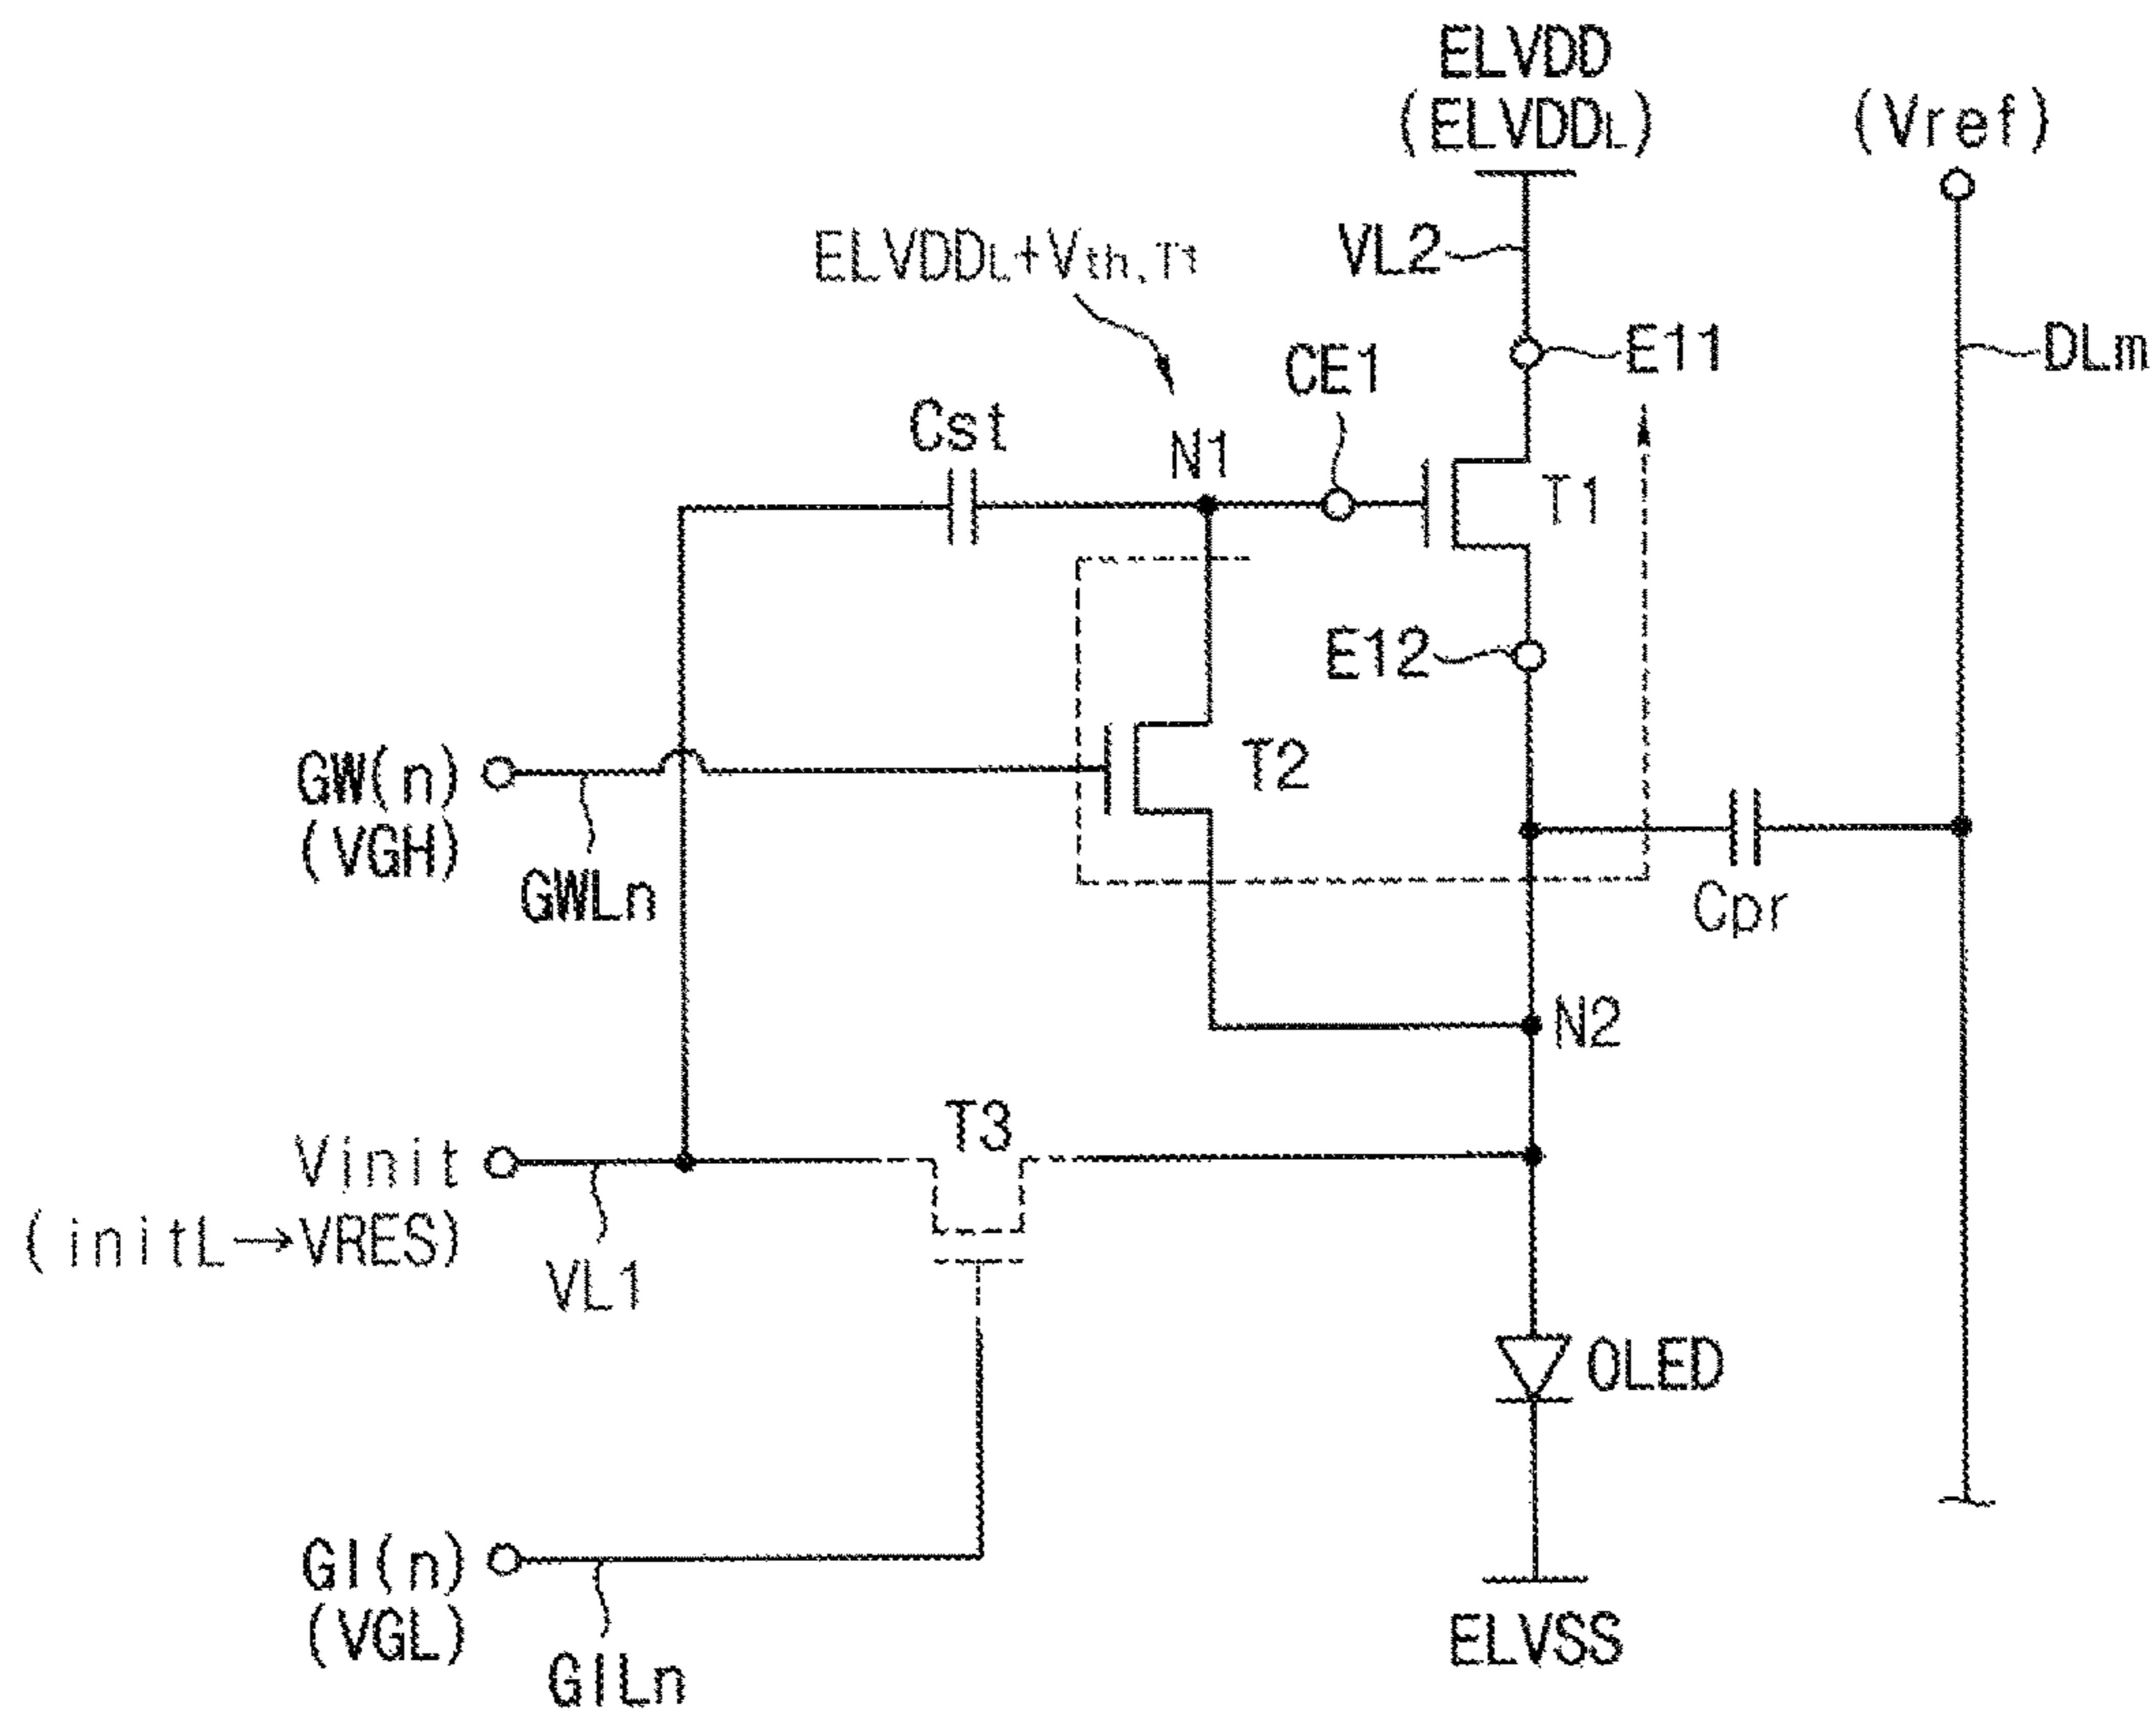 ELVDD
(ELVDDL)
(Vref)
ELVDDL+Vth,T1
VL2
E11
DLm
CE1
Cst
N1
T1
E12
GW(n)
(VGH)
T2
GWLn
Cpr
N2
T3
Vinit
(initL→VRES)
VL1
OLED
GI(n)
(VGL)
GILn
ELVSS